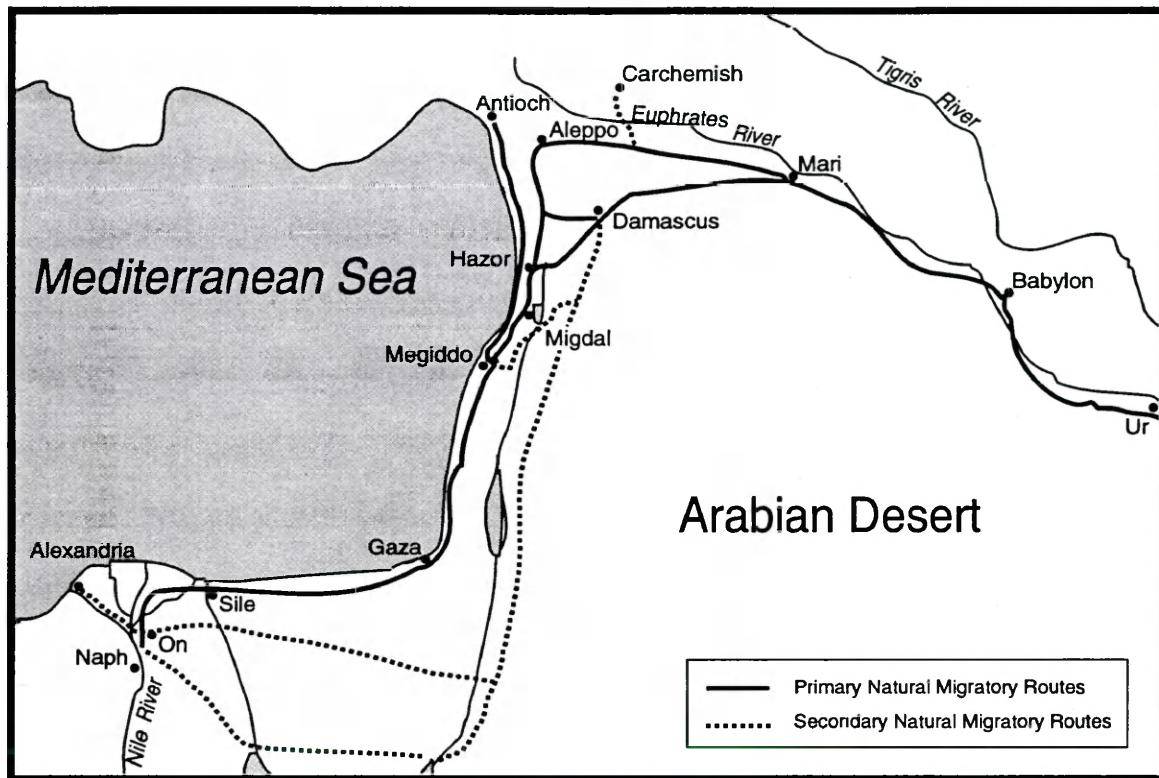 Carchemish
Tigris River
Antioch
Euphrates River
Aleppo
Mari
Damascus
Hazor
Mediterranean Sea
Babylon
Migdal
Megiddo
Ur
Arabian Desert
Gaza
Alexandria
Sile
On
Naph
Nile River
Primary Natural Migratory Routes
Secondary Natural Migratory Routes